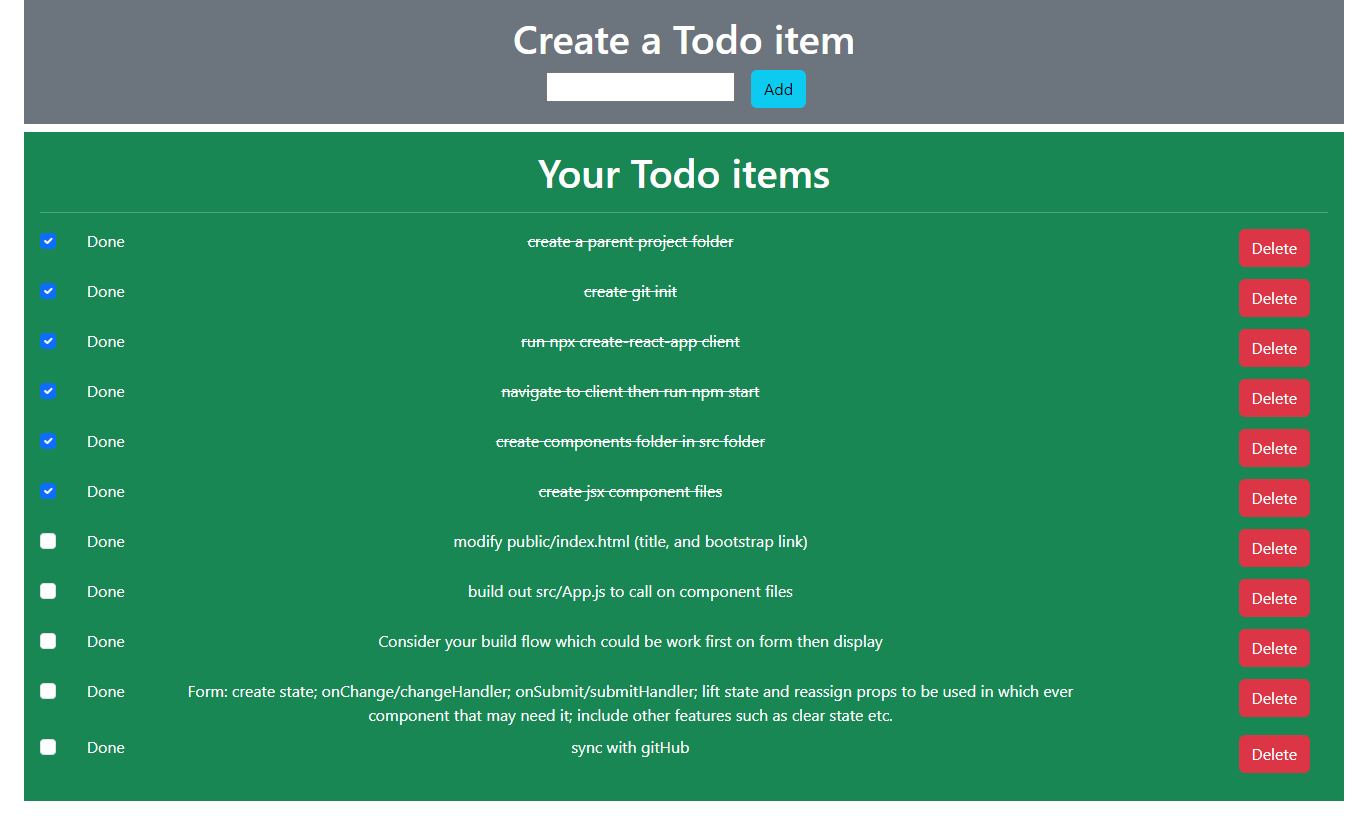 Create a Todo item
Add
Your Todo items
Done create a parent project folder Delete
Done create git init Delete
Done run npx create-react-app client Delete
Done navigate to client then run npm start Delete
Done create components folder in src folder Delete
Done create jsx component files Delete
Done modify public/index.html (title, and bootstrap link) Delete
Done build out src/App.js to call on component files Delete
Done Consider your build flow which could be work first on form then display Delete
Done Form: create state; onChange/changeHandler; onSubmit/submitHandler; lift state and reassign props to be used in which ever Delete
component that may need it; include other features such as clear state etc.
Done sync with gitHub Delete